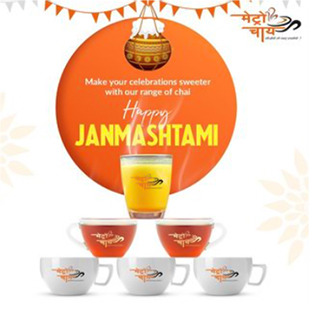 मेट्रो
चाय
Make your celebrations sweeter
with our range of chai
Happy
JANMASHTAMI
मेट्रो
चाय
मेट्रो
चाय
मेट्रो
चाय
मेट्रो
चाय
मेट्रो
चाय
मेट्रो
चाय